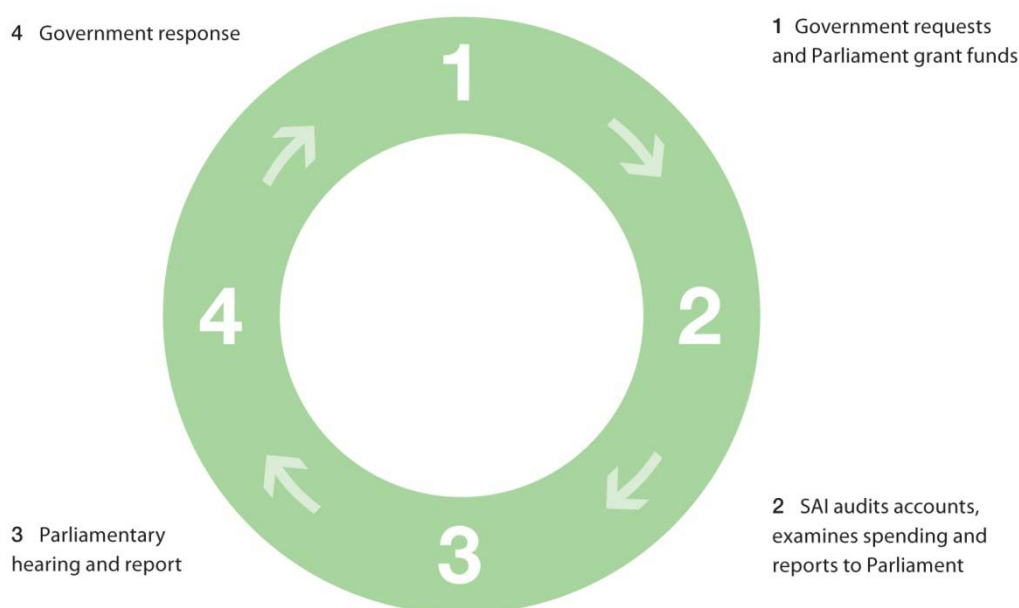 4 Government response
1 Government requests
and Parliament grant funds
1
2
3
4
3 Parliamentary
hearing and report
2 SAI audits accounts,
examines spending and
reports to Parliament